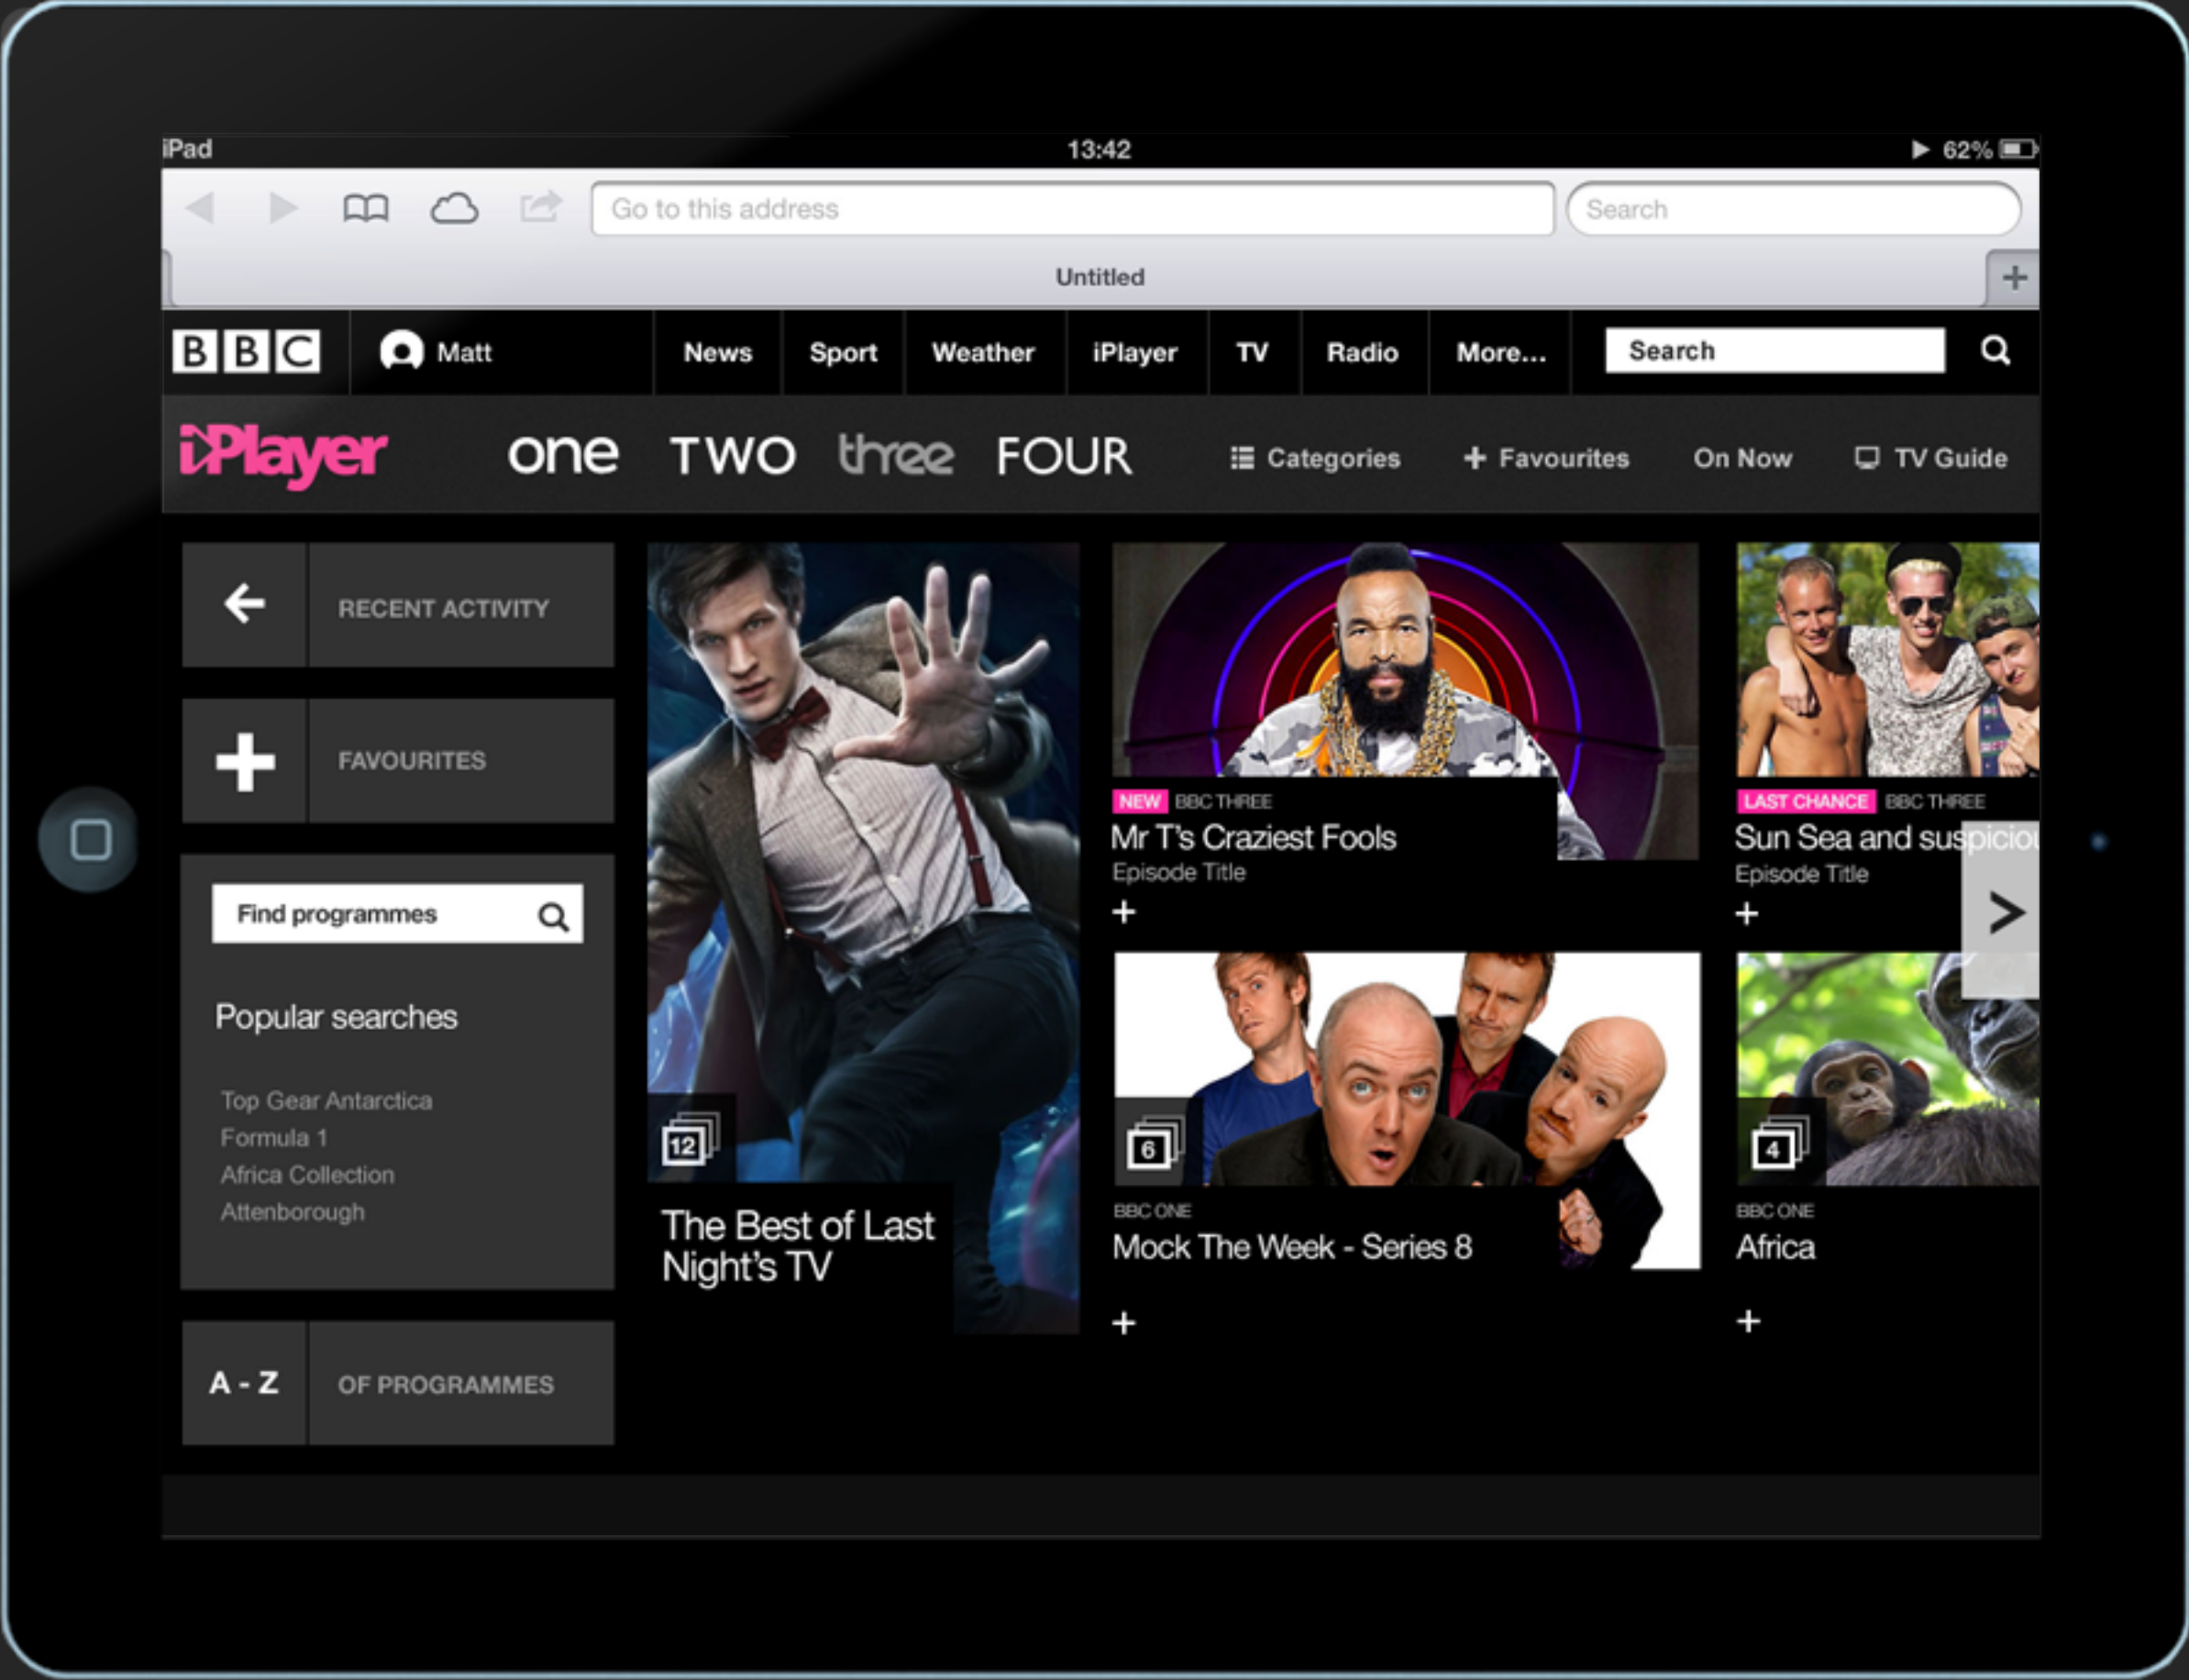 iPad
13:42
62%
Go to this address
Search
Untitled
BBC
Matt
News
Sport
Weather
iPlayer
TV
Radio
More...
Search
iPlayer
one
TWO
three
FOUR
Categories
Favourites
On Now
TV Guide
RECENT ACTIVITY
FAVOURITES
Find programmes
Popular searches
Top Gear Antarctica
Formula 1
Africa Collection
Attenborough
A - Z
OF PROGRAMMES
12
The Best of Last
Night's TV
NEW BBC THREE
Mr T's Craziest Fools
Episode Title
6
BBC ONE
Mock The Week - Series 8
LAST CHANCE BBC THREE
Sun Sea and suspiciou
Episode Title
4
BBC ONE
Africa